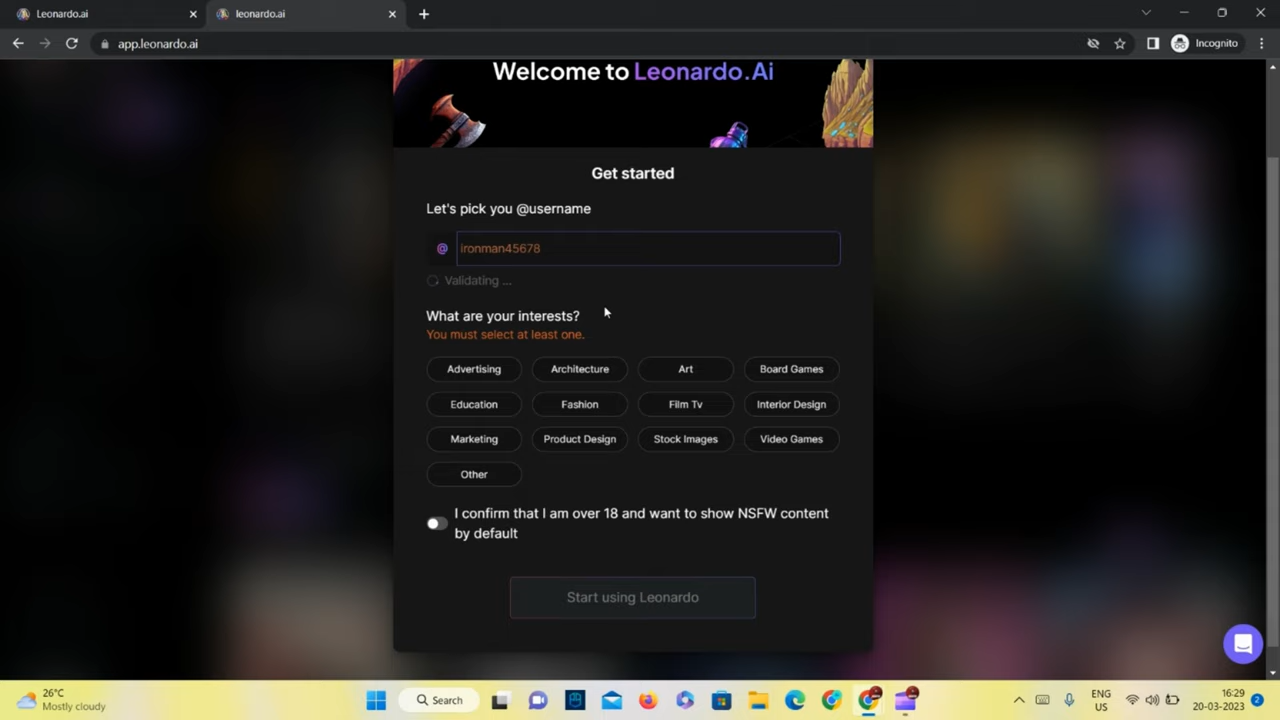 Leonardo.ai
leonardo.ai
app.leonardo.ai
Incognito
Welcome to Leonardo.Ai
Get started
Let's pick you @username
@ ironman45678
Validating ...
What are your interests?
You must select at least one.
Advertising Architecture Art Board Games
Education Fashion Film Tv Interior Design
Marketing Product Design Stock Images Video Games
Other
I confirm that I am over 18 and want to show NSFW content
by default
Start using Leonardo
26°C
Mostly cloudy
Search
ENG
US
16:29
20-03-2023
2